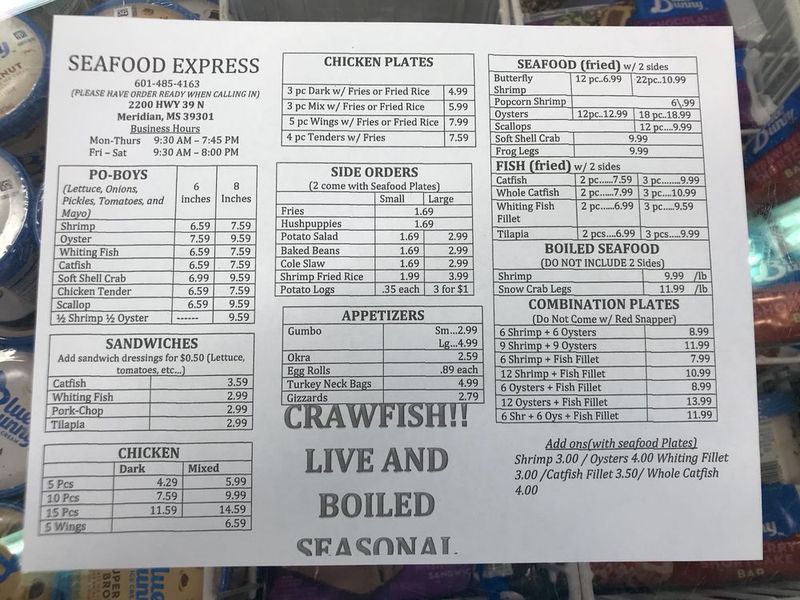 SEAFOOD EXPRESS
601-485-4163
(PLEASE HAVE ORDER READY WHEN CALLING IN)
2200 HWY 39 N
Meridian, MS 39301
Business Hours
Mon-Thurs 9:30 AM – 7:45 PM
Fri – Sat 9:30 AM – 8:00 PM
PO-BOYS
(Lettuce, Onions, Pickles, Tomatoes, and Mayo) 6 inches 8 Inches
Shrimp 6.59 7.59
Oyster 7.59 9.59
Whiting Fish 6.59 7.59
Catfish 6.59 7.59
Soft Shell Crab 6.99 9.59
Chicken Tender 6.59 7.59
Scallop 6.59 9.59
½ Shrimp ½ Oyster ------ 9.59
SANDWICHES
Add sandwich dressings for $0.50 (Lettuce,
tomatoes, etc...)
Catfish 3.59
Whiting Fish 2.99
Pork-Chop 2.99
Tilapia 2.99
CHICKEN
Dark Mixed
5 Pcs 4.29 5.99
10 Pcs 7.59 9.99
15 Pcs 11.59 14.59
5 Wings 6.59
CHICKEN PLATES
3 pc Dark w/ Fries or Fried Rice 4.99
3 pc Mix w/ Fries or Fried Rice 5.99
5 pc Wings w/ Fries or Fried Rice 7.99
4 pc Tenders w/ Fries 7.59
SIDE ORDERS
(2 come with Seafood Plates)
Small Large
Fries 1.69
Hushpuppies 1.69
Potato Salad 1.69 2.99
Baked Beans 1.69 2.99
Cole Slaw 1.69 2.99
Shrimp Fried Rice 1.99 3.99
Potato Logs .35 each 3 for $1
APPETIZERS
Gumbo Sm...2.99
Lg...4.99
Okra 2.59
Egg Rolls .89 each
Turkey Neck Bags 4.99
Gizzards 2.79
CRAWFISH!!
LIVE AND
BOILED
SEASONAL
SEAFOOD (fried) w/ 2 sides
Butterfly Shrimp 12 pc..6.99 22pc..10.99
Popcorn Shrimp 6\.99
Oysters 12pc..12.99 18 pc.18.99
Scallops 12 pc....9.99
Soft Shell Crab 9.99
Frog Legs 9.99
FISH (fried) w/ 2 sides
Catfish 2 pc......7.59 3 pc.......9.99
Whole Catfish 2 pc......7.99 3 pc....10.99
Whiting Fish Fillet 2 pc.....6.99 3 pc....9.59
Tilapia 2 pcs....6.99 3 pcs.....9.99
BOILED SEAFOOD
(DO NOT INCLUDE 2 Sides)
Shrimp 9.99 /lb
Snow Crab Legs 11.99 /lb
COMBINATION PLATES
(Do Not Come w/ Red Snapper)
6 Shrimp + 6 Oysters 8.99
9 Shrimp + 9 Oysters 11.99
6 Shrimp + Fish Fillet 7.99
12 Shrimp + Fish Fillet 10.99
6 Oysters + Fish Fillet 8.99
12 Oysters + Fish Fillet 13.99
6 Shr + 6 Oys + Fish Fillet 11.99
Add ons(with seafood Plates)
Shrimp 3.00 / Oysters 4.00 Whiting Fillet
3.00 /Catfish Fillet 3.50/ Whole Catfish
4.00